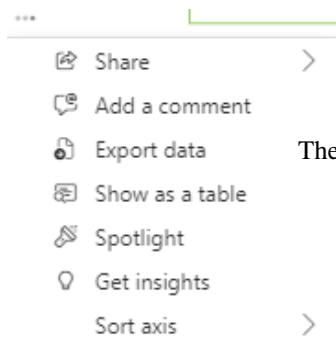 Share
Add a comment
Export data The
Show as a table
Spotlight
Get insights
Sort axis